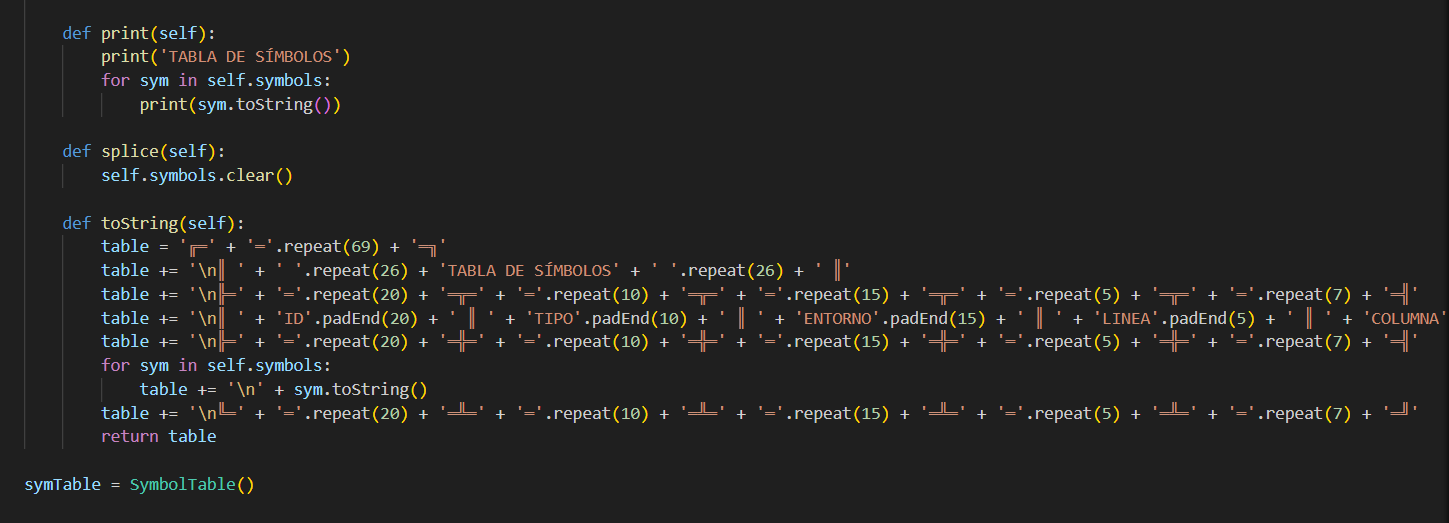 def print(self):
        print('TABLA DE SÍMBOLOS')
        for sym in self.symbols:
            print(sym.toString())

    def splice(self):
        self.symbols.clear()

    def toString(self):
        table = '╔═' + '═'.repeat(69) + '═╗'
        table += '\n║ ' + ' '.repeat(26) + 'TABLA DE SÍMBOLOS' + ' '.repeat(26) + ' ║'
        table += '\n╠═' + '═'.repeat(20) + '═╦═' + '═'.repeat(10) + '═╦═' + '═'.repeat(15) + '═╦═' + '═'.repeat(5) + '═╦═' + '═'.repeat(7) + '═╣'
        table += '\n║ ' + 'ID'.padEnd(20) + ' ║ ' + 'TIPO'.padEnd(10) + ' ║ ' + 'ENTORNO'.padEnd(15) + ' ║ ' + 'LINEA'.padEnd(5) + ' ║ ' + 'COLUMNA'
        table += '\n╠═' + '═'.repeat(20) + '═╬═' + '═'.repeat(10) + '═╬═' + '═'.repeat(15) + '═╬═' + '═'.repeat(5) + '═╬═' + '═'.repeat(7) + '═╣'
        for sym in self.symbols:
            table += '\n' + sym.toString()
        table += '\n╚═' + '═'.repeat(20) + '═╩═' + '═'.repeat(10) + '═╩═' + '═'.repeat(15) + '═╩═' + '═'.repeat(5) + '═╩═' + '═'.repeat(7) + '═╝'
        return table

symTable = SymbolTable()